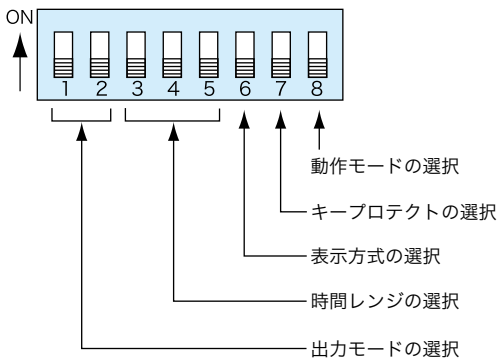 ON
1 2 3 4 5 6 7 8
動作モードの選択
キープロテクトの選択
表示方式の選択
時間レンジの選択
出力モードの選択